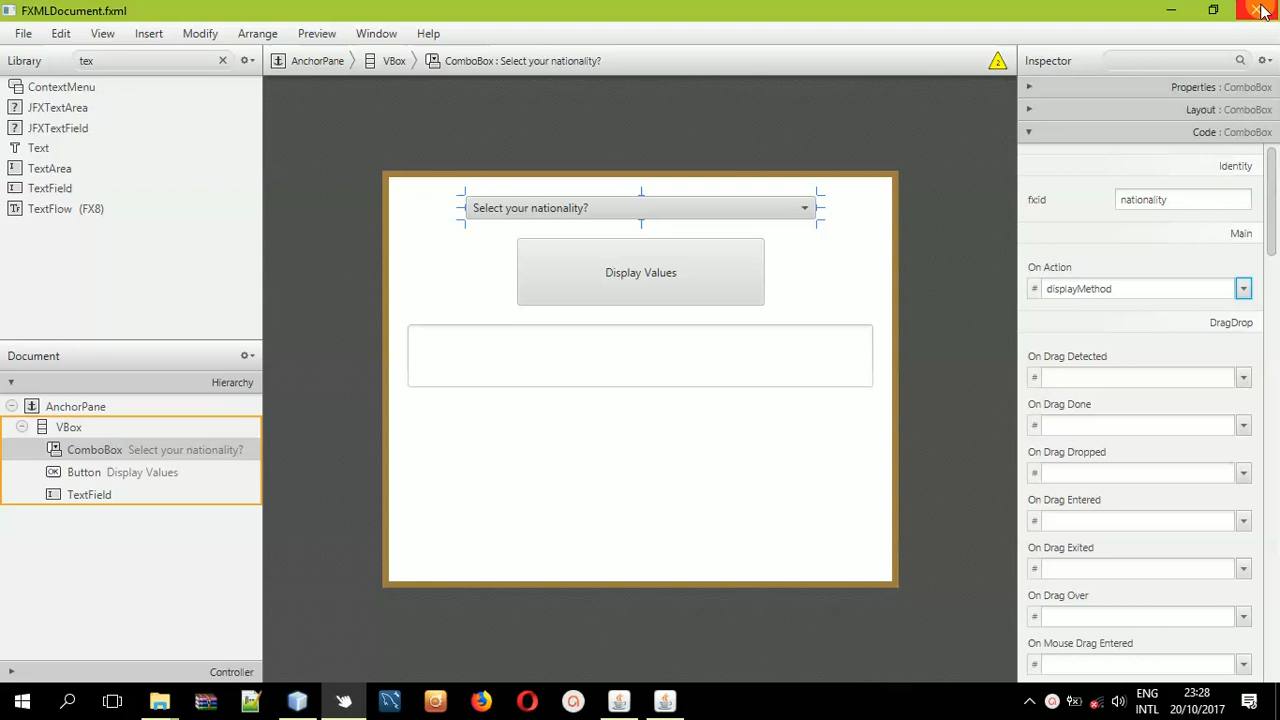 FXMLDocument.fxml
File Edit View Insert Modify Arrange Preview Window Help
Library tex
ContextMenu
JFXTextArea
JFXTextField
Text
TextArea
TextField
TextFlow (FX8)
Document
Hierarchy
AnchorPane
VBox
ComboBox Select your nationality?
Button Display Values
TextField
Controller
AnchorPane VBox ComboBox : Select your nationality?
2
Select your nationality?
Display Values
Inspector
Properties : ComboBox
Layout : ComboBox
Code : ComboBox
Identity
fx:id nationality
Main
On Action
# displayMethod
DragDrop
On Drag Detected
#
On Drag Done
#
On Drag Dropped
#
On Drag Entered
#
On Drag Exited
#
On Drag Over
#
On Mouse Drag Entered
#
ENG
INTL
23:28
20/10/2017